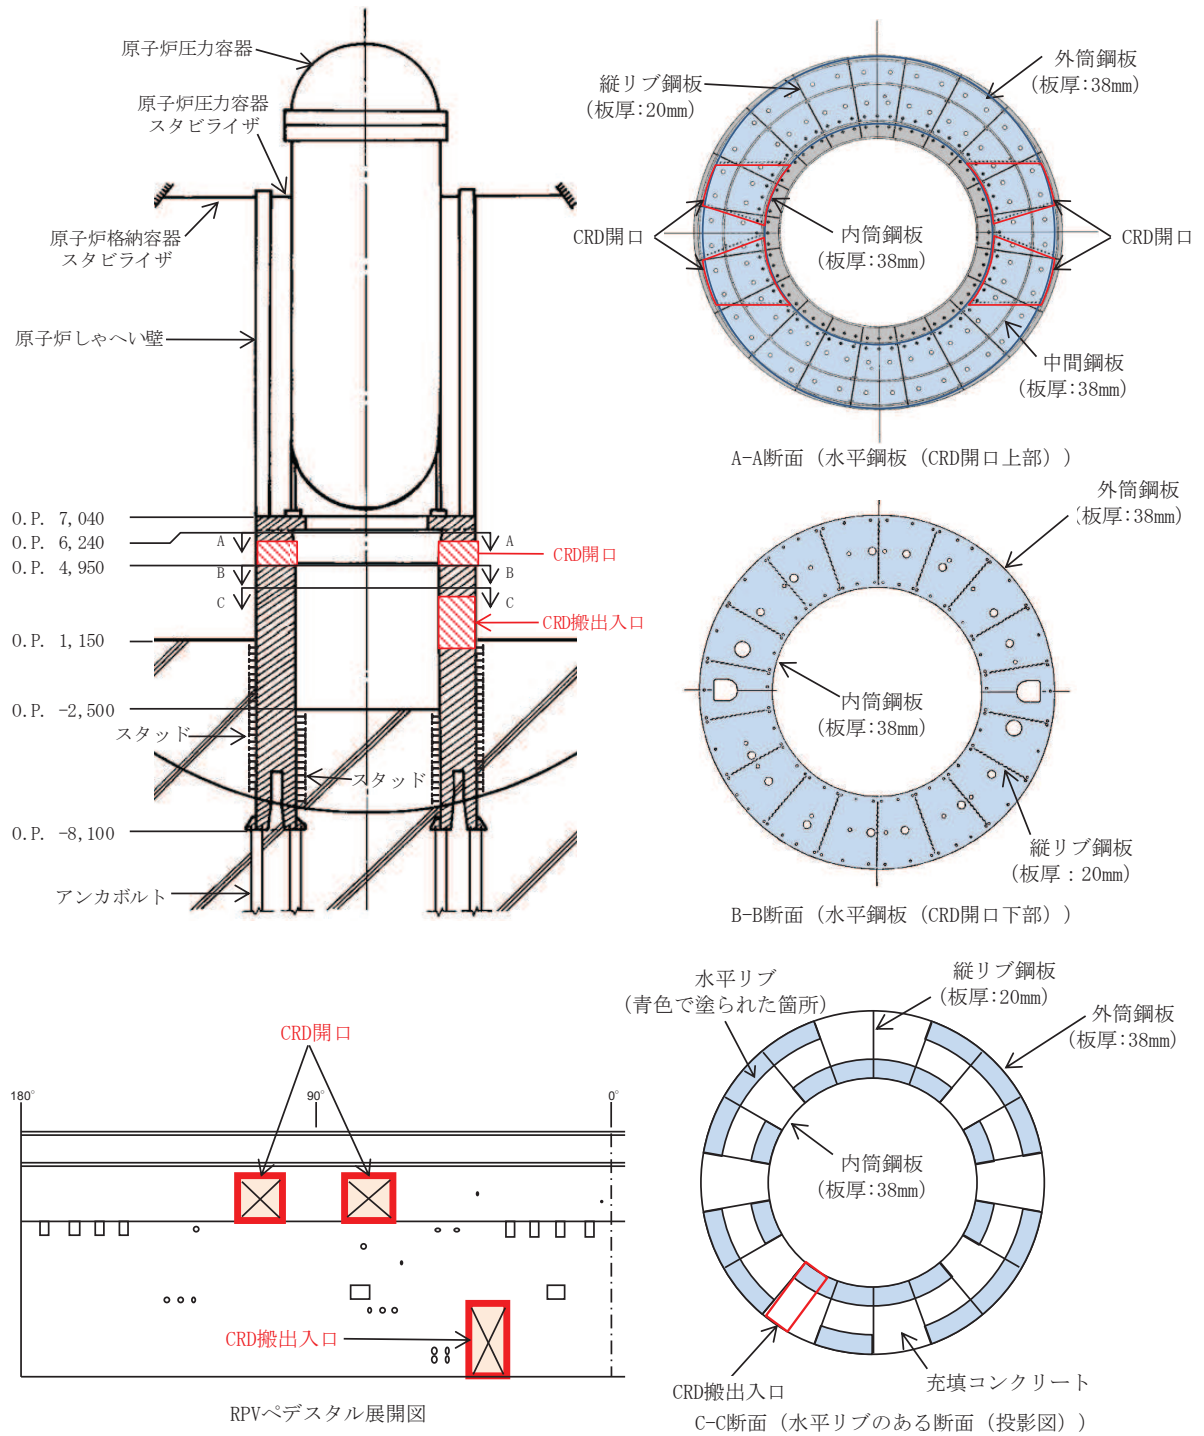 原子炉圧力容器
原子炉圧力容器
スタビライザ
原子炉格納容器
スタビライザ
原子炉しゃへい壁
O.P. 7,040
O.P. 6,240
O.P. 4,950
O.P. 1,150
O.P. -2,500
O.P. -8,100
A
A
B
B
C
C
CRD開口
CRD搬出入口
スタッド
スタッド
アンカボルト
縦リブ鋼板
(板厚:20mm)
外筒鋼板
(板厚:38mm)
CRD開口
内筒鋼板
(板厚:38mm)
CRD開口
中間鋼板
(板厚:38mm)
A-A断面（水平鋼板（CRD開口上部））
外筒鋼板
(板厚:38mm)
内筒鋼板
(板厚:38mm)
縦リブ鋼板
(板厚：20mm)
B-B断面（水平鋼板（CRD開口下部））
CRD開口
180°
90°
0°
CRD搬出入口
RPVペデスタル展開図
水平リブ
(青色で塗られた箇所)
縦リブ鋼板
(板厚:20mm)
外筒鋼板
(板厚:38mm)
内筒鋼板
(板厚:38mm)
CRD搬出入口
充填コンクリート
C-C断面（水平リブのある断面（投影図））